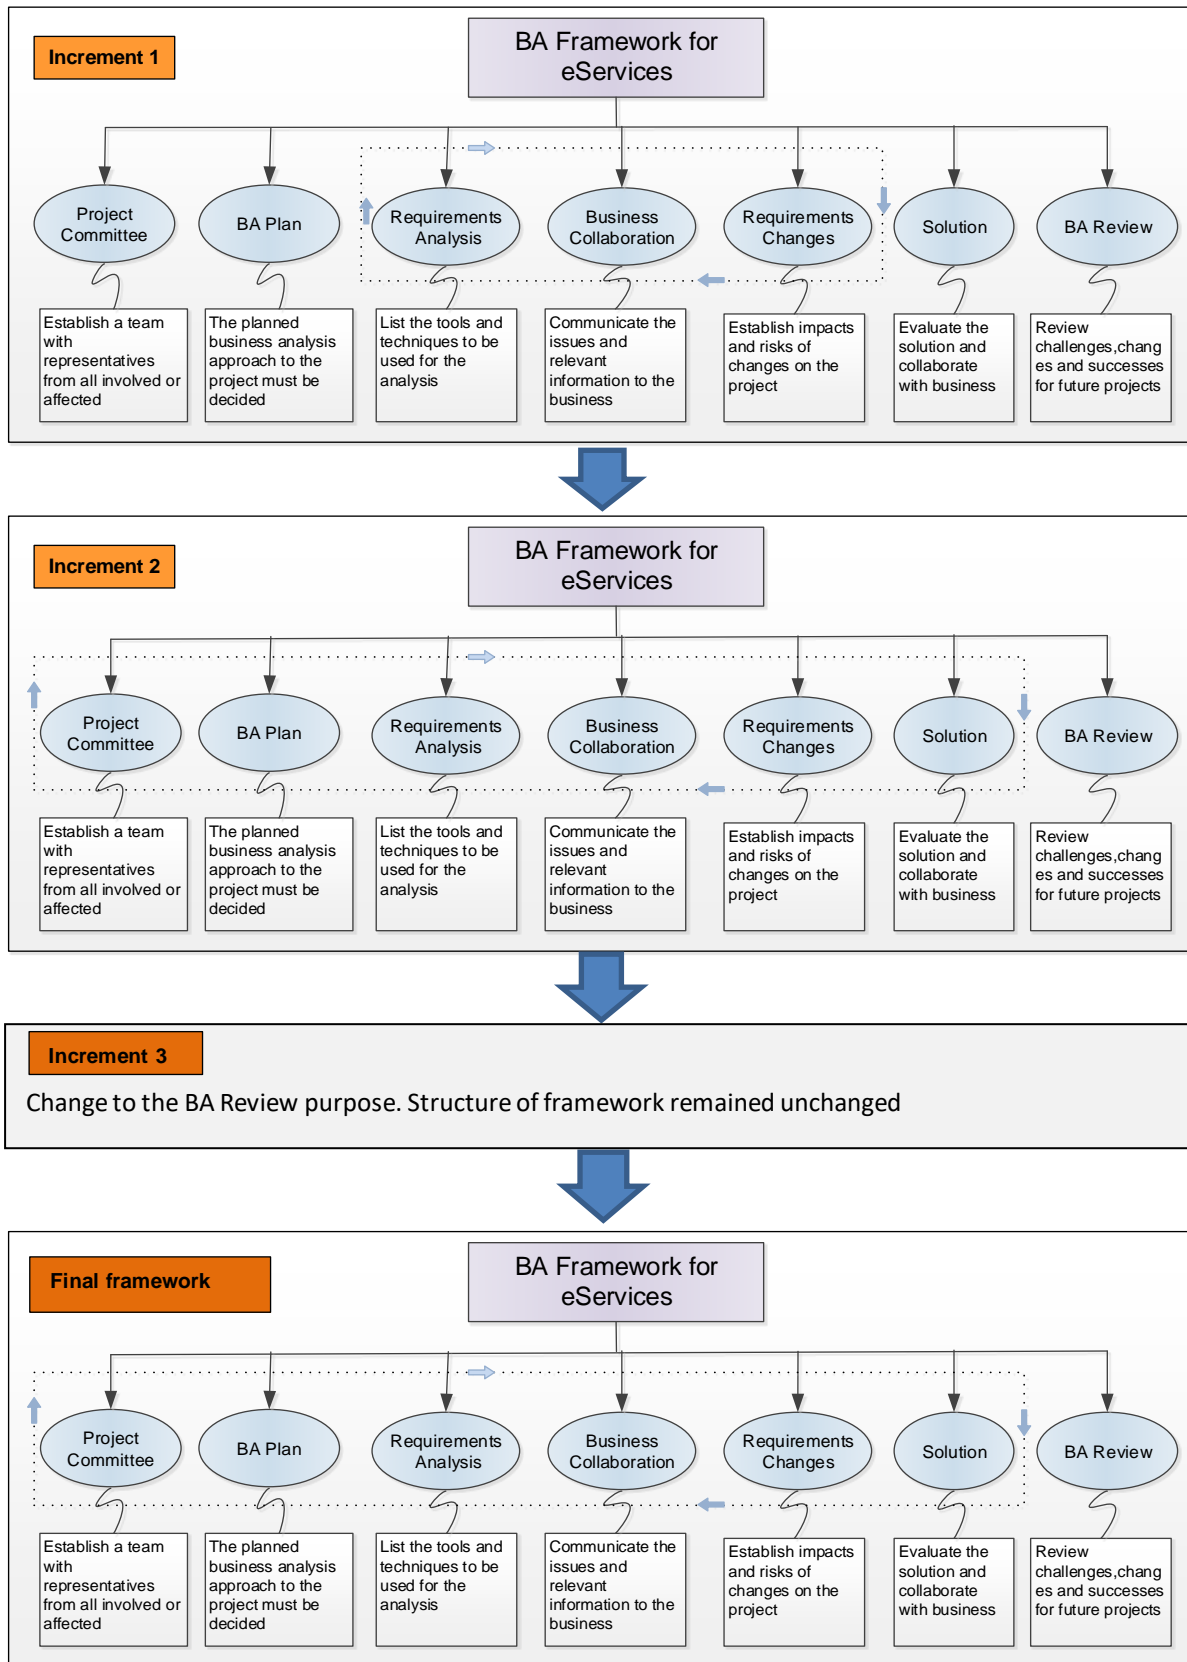 Increment 1
BA Framework for
eServices
Project
Committee
BA Plan
Requirements
Analysis
Business
Collaboration
Requirements
Changes
Solution
BA Review
Establish a team
with
representatives
from all involved or
affected
The planned
business analysis
approach to the
project must be
decided
List the tools and
techniques to be
used for the
analysis
Communicate the
issues and
relevant
information to the
business
Establish impacts
and risks of
changes on the
project
Evaluate the
solution and
collaborate
with business
Review
challenges,chang
es and successes
for future projects
Increment 2
BA Framework for
eServices
Project
Committee
BA Plan
Requirements
Analysis
Business
Collaboration
Requirements
Changes
Solution
BA Review
Establish a team
with
representatives
from all involved or
affected
The planned
business analysis
approach to the
project must be
decided
List the tools and
techniques to be
used for the
analysis
Communicate the
issues and
relevant
information to the
business
Establish impacts
and risks of
changes on the
project
Evaluate the
solution and
collaborate
with business
Review
challenges,chang
es and successes
for future projects
Increment 3
Change to the BA Review purpose. Structure of framework remained unchanged
Final framework
BA Framework for
eServices
Project
Committee
BA Plan
Requirements
Analysis
Business
Collaboration
Requirements
Changes
Solution
BA Review
Establish a team
with
representatives
from all involved or
affected
The planned
business analysis
approach to the
project must be
decided
List the tools and
techniques to be
used for the
analysis
Communicate the
issues and
relevant
information to the
business
Establish impacts
and risks of
changes on the
project
Evaluate the
solution and
collaborate
with business
Review
challenges,chang
es and successes
for future projects